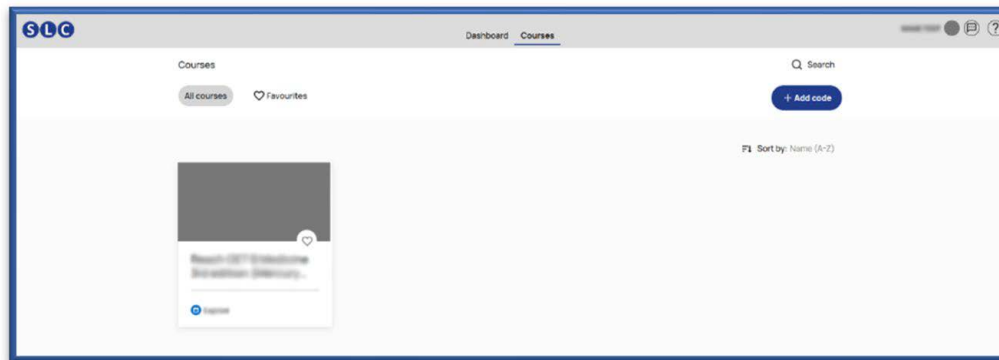 SLC
Dashboard Courses
Courses
Search
All courses Favourites
+ Add code
Sort by: Name (A-Z)